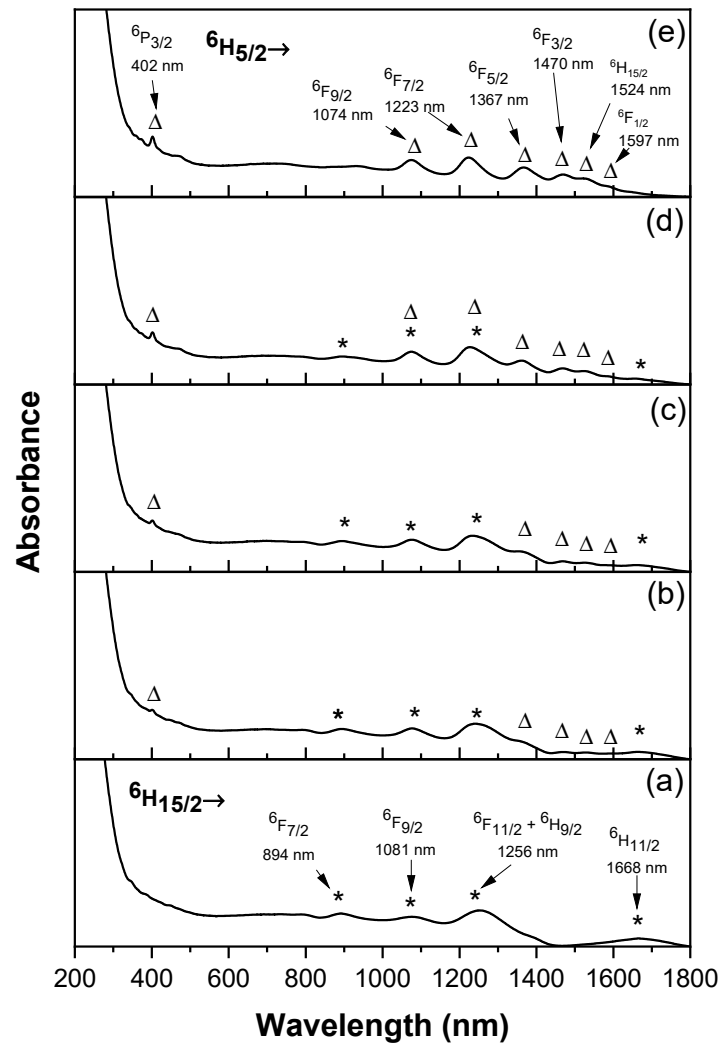 (e)
⁶H₅/₂→
⁶P₃/₂
402 nm
Δ
⁶F₉/₂
1074 nm
Δ
⁶F₇/₂
1223 nm
Δ
⁶F₅/₂
1367 nm
Δ
⁶F₃/₂
1470 nm
Δ
⁶H₁₅/₂
1524 nm
Δ
⁶F₁/₂
1597 nm
Δ
(d)
Δ Δ Δ
* * * Δ Δ Δ Δ *
(c)
Δ * * * Δ Δ Δ Δ *
(b)
Δ * * * Δ Δ Δ Δ *
(a)
⁶H₁₅/₂→
⁶F₇/₂
894 nm
*
⁶F₉/₂
1081 nm
*
⁶F₁₁/₂ + ⁶H₉/₂
1256 nm
*
⁶H₁₁/₂
1668 nm
*
Absorbance
200 400 600 800 1000 1200 1400 1600 1800
Wavelength (nm)